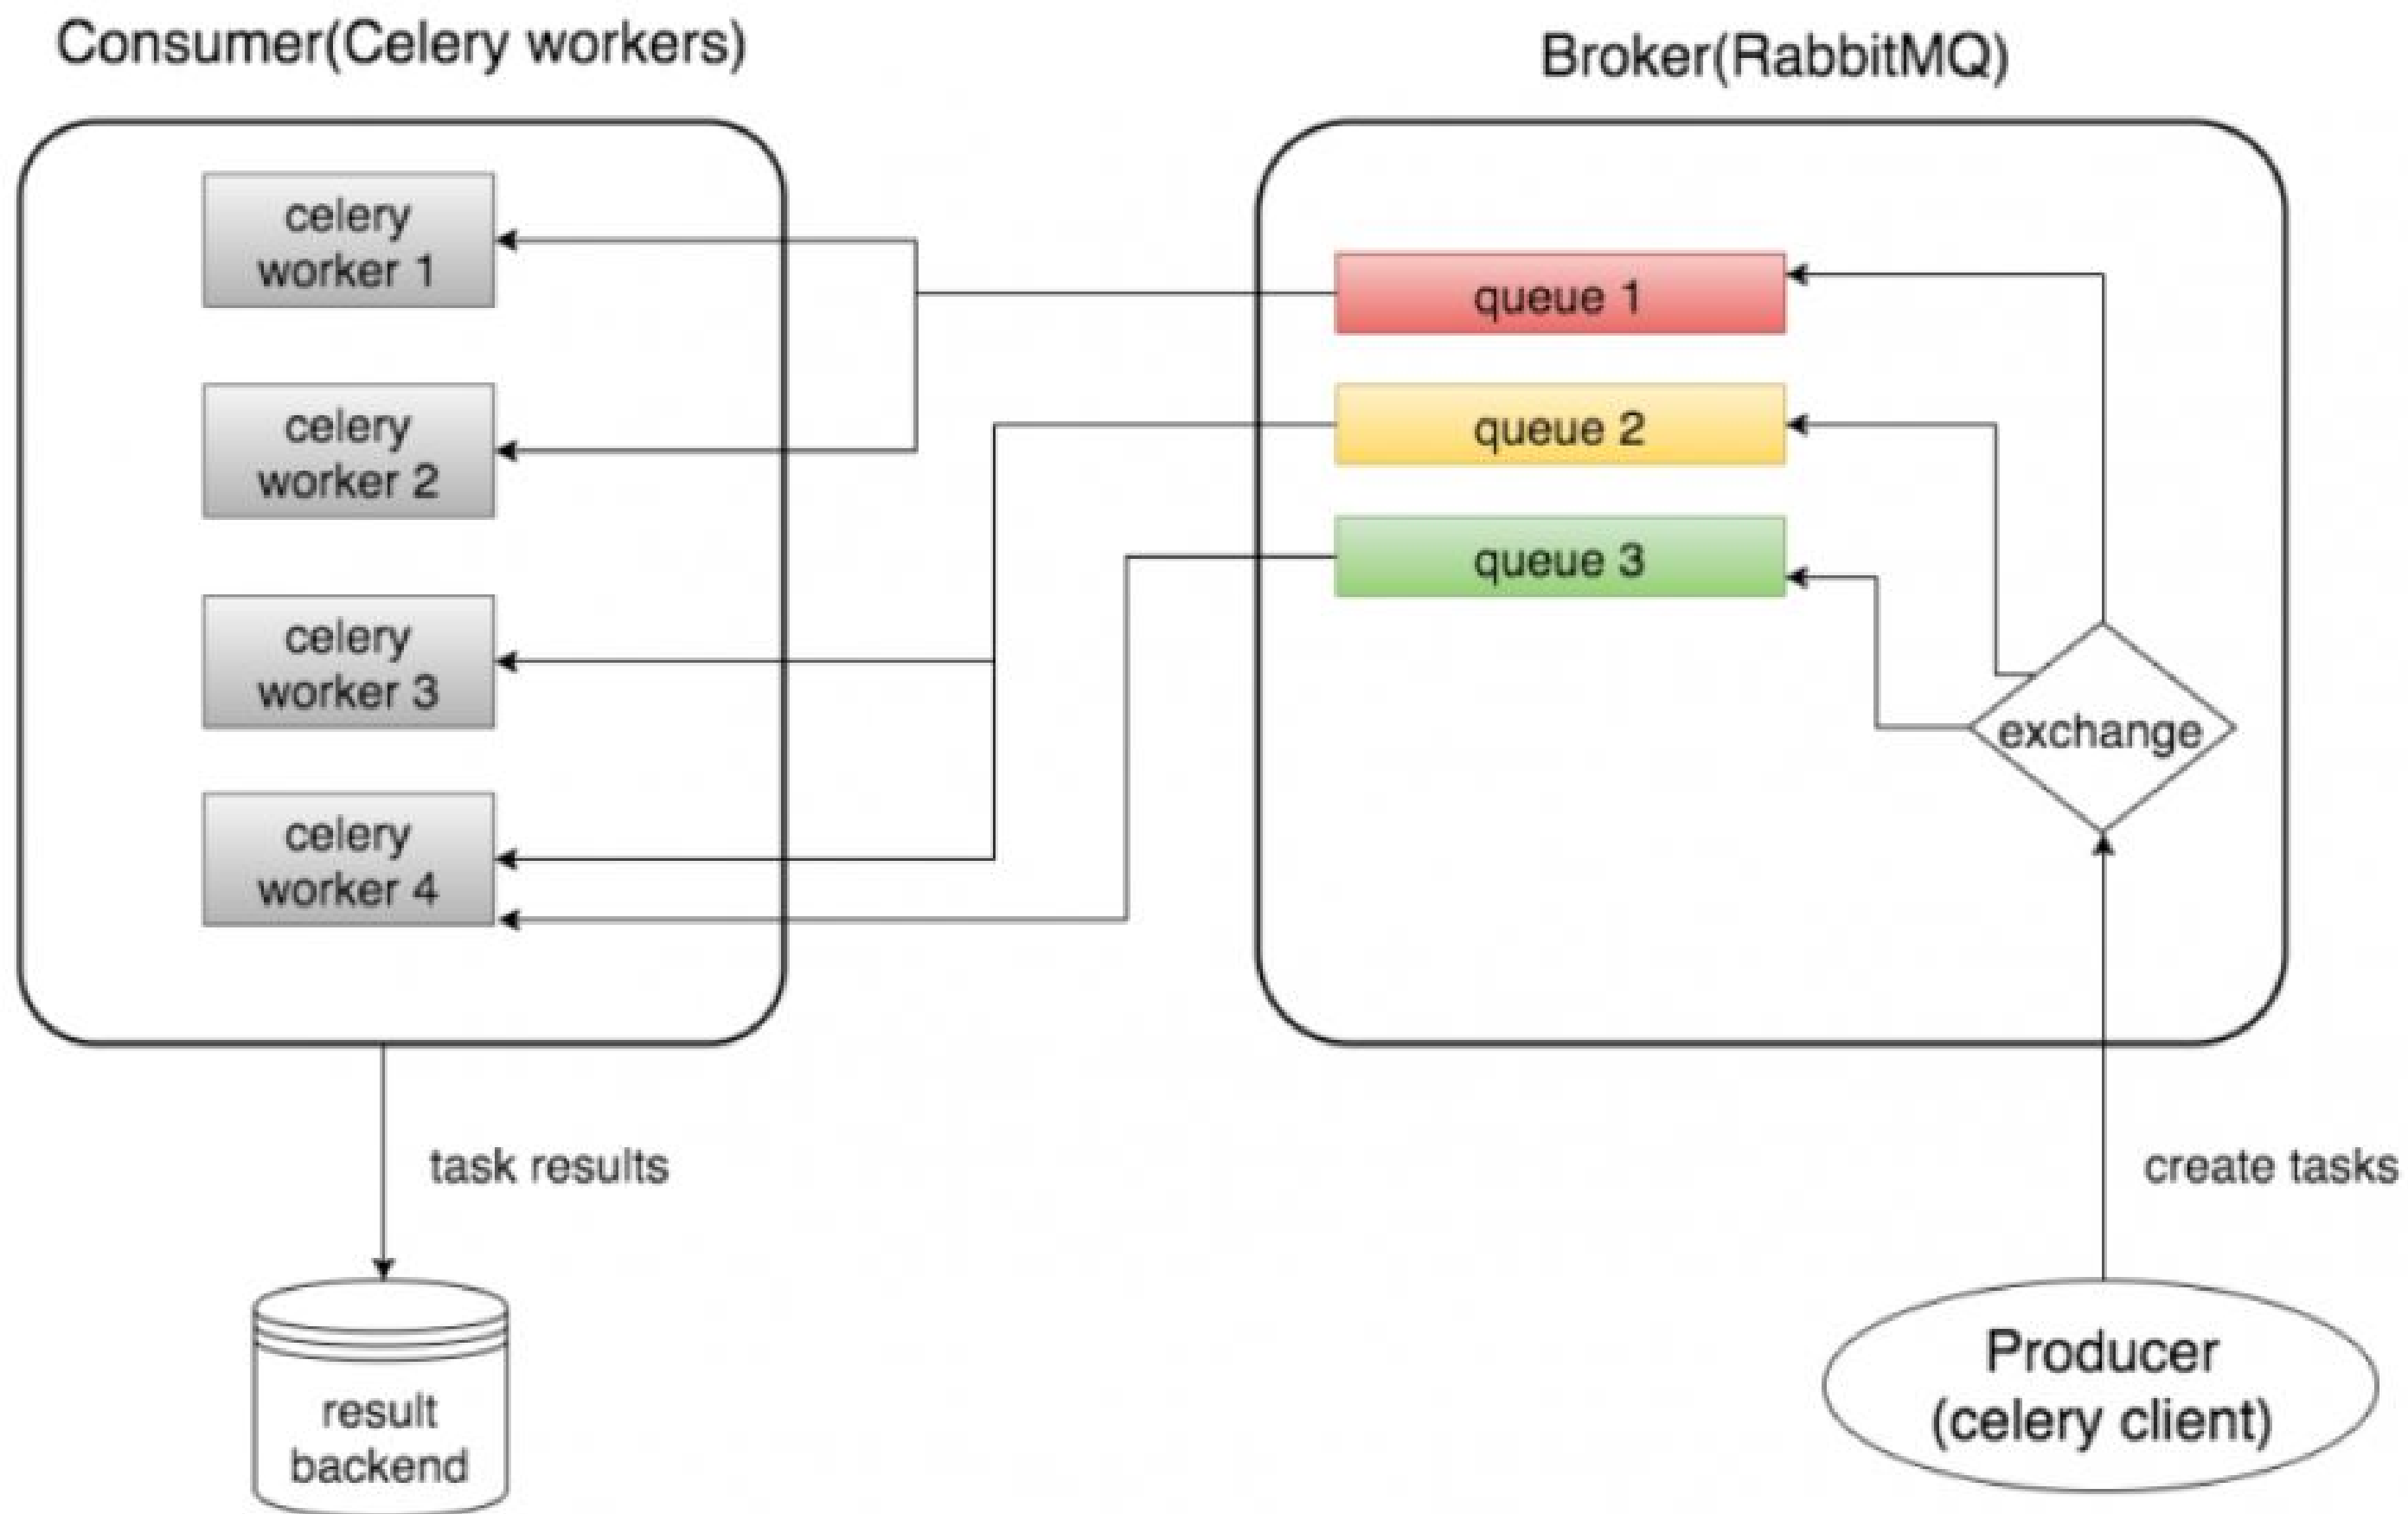 Consumer(Celery workers)
Broker(RabbitMQ)
celery
worker 1
celery
worker 2
celery
worker 3
celery
worker 4
queue 1
queue 2
queue 3
exchange
task results
create tasks
result
backend
Producer
(celery client)